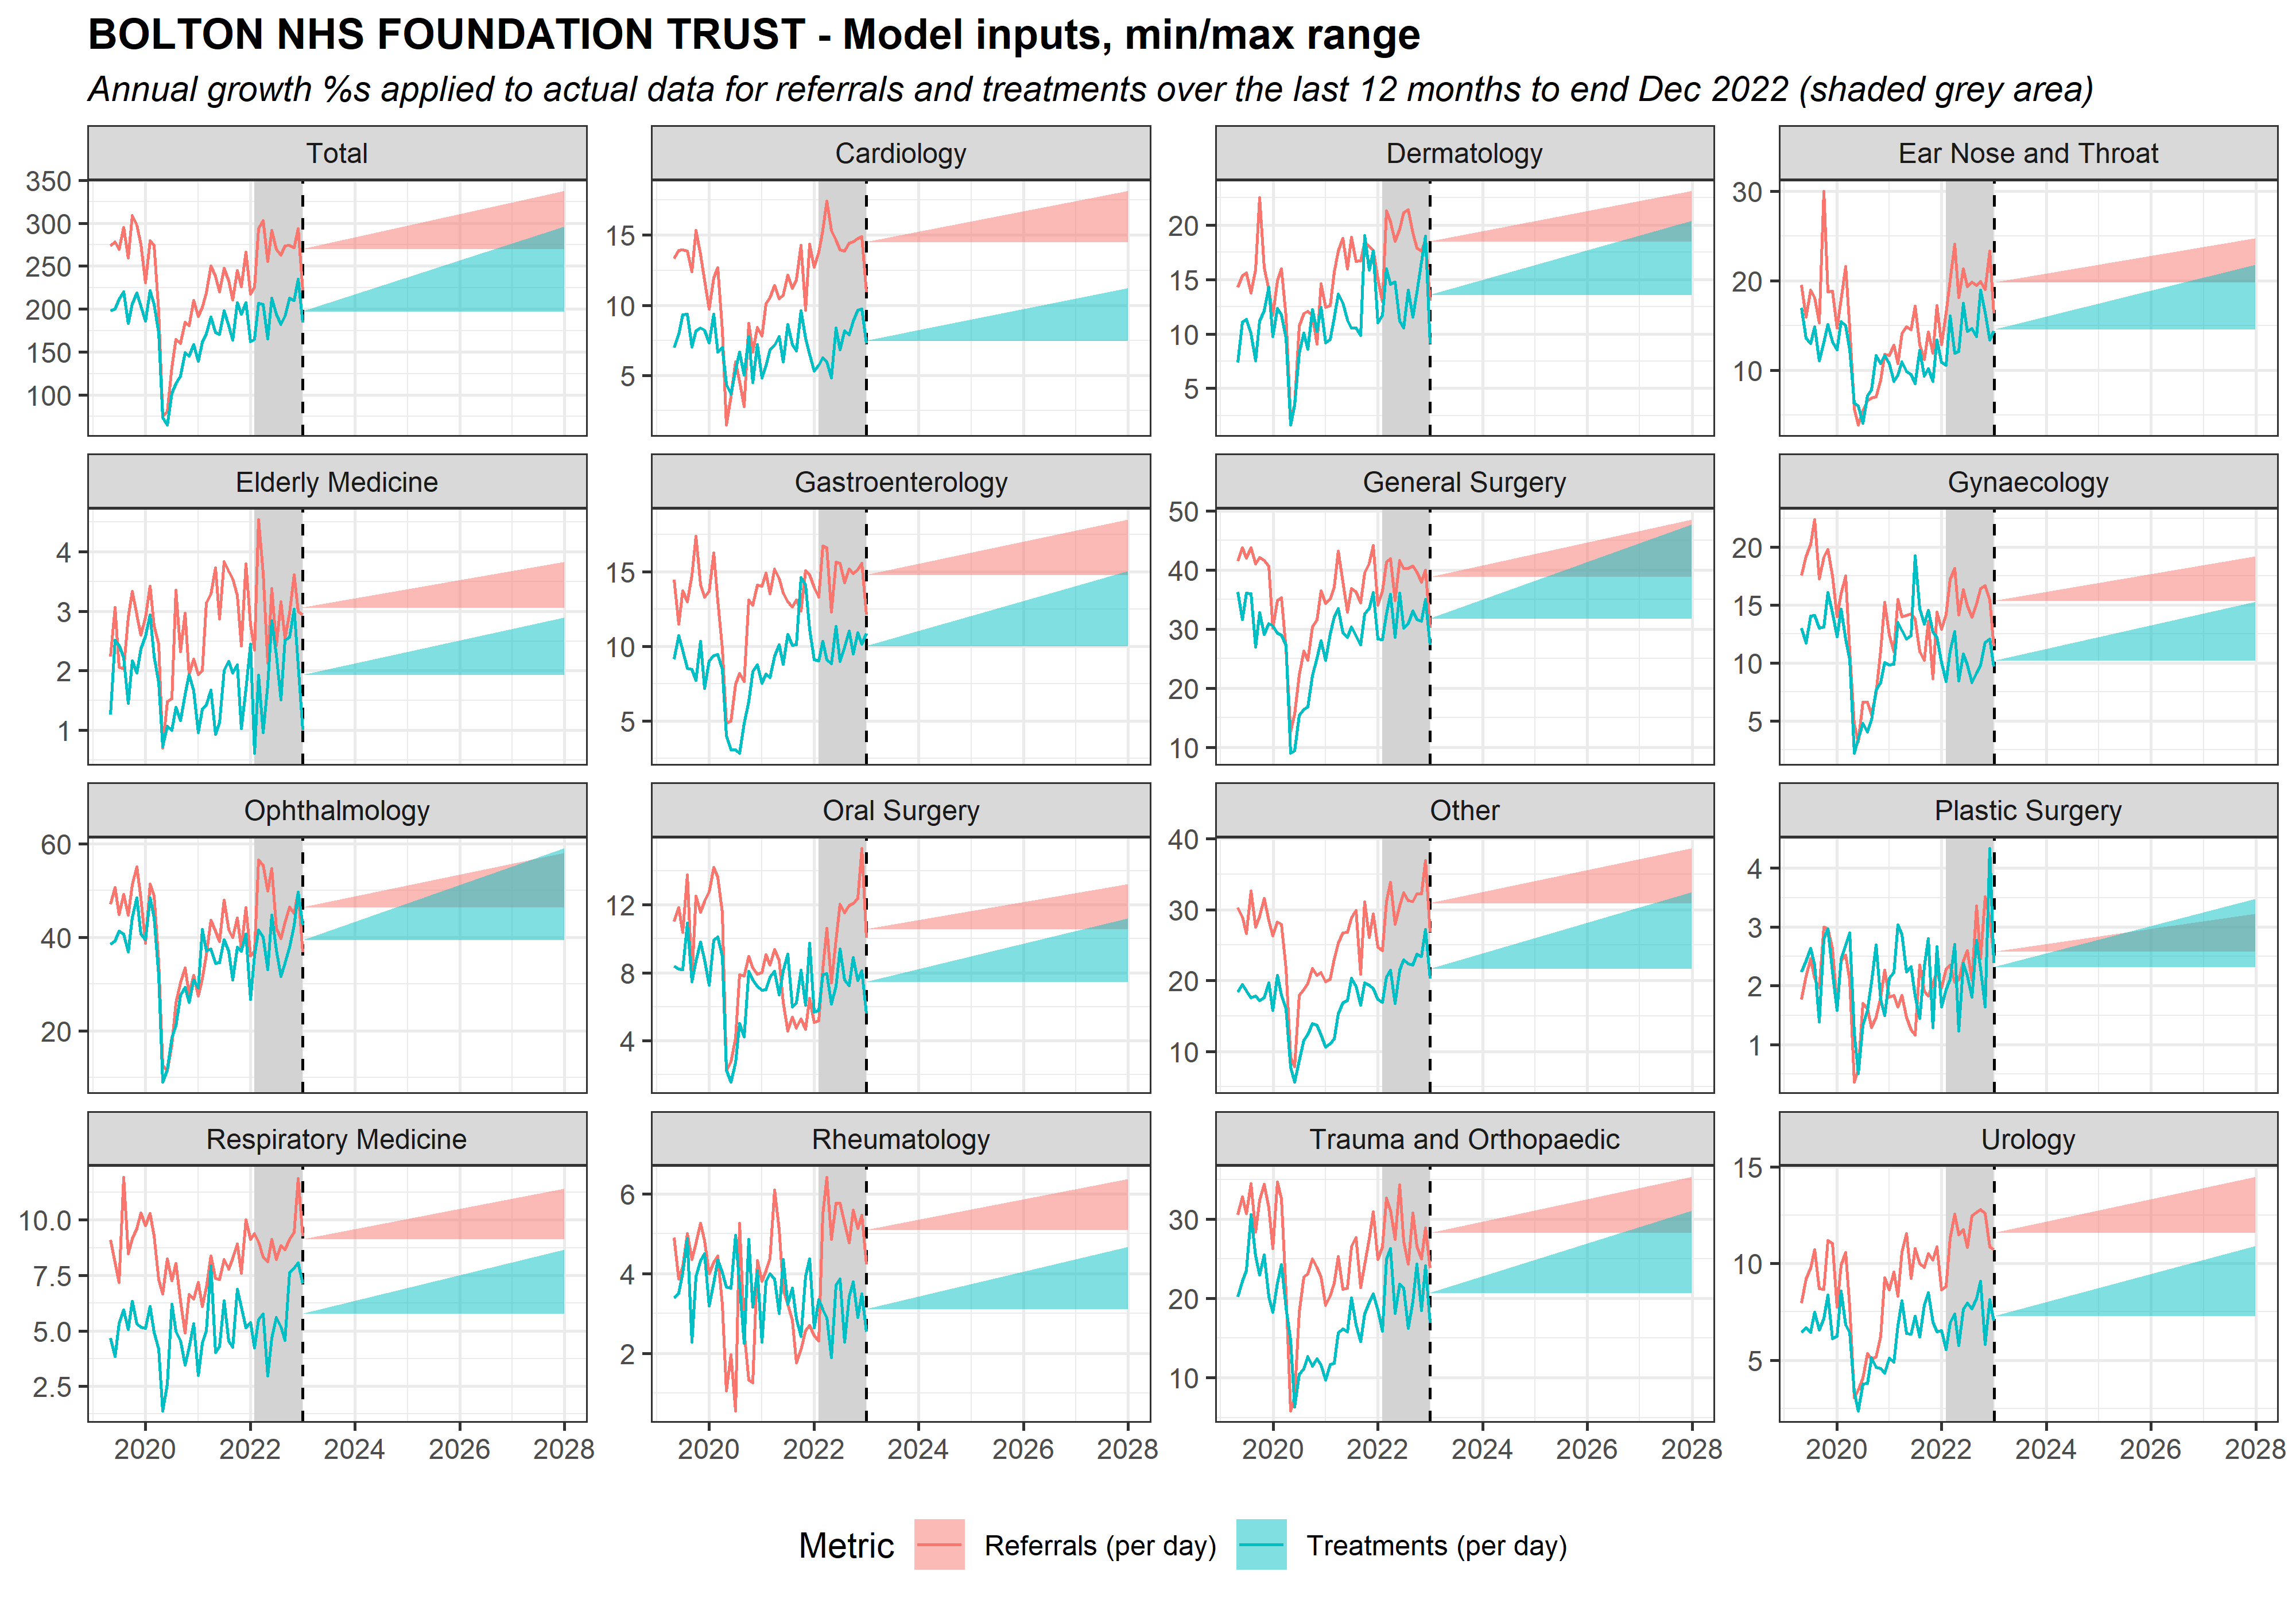 BOLTON NHS FOUNDATION TRUST - Model inputs, min/max range
Annual growth %s applied to actual data for referrals and treatments over the last 12 months to end Dec 2022 (shaded grey area)
Total
Cardiology
Dermatology
Ear Nose and Throat
350
300
250
200
150
100
15
10
5
20
15
10
5
30
20
10
Elderly Medicine
Gastroenterology
General Surgery
Gynaecology
4
3
2
1
15
10
5
50
40
30
20
10
20
15
10
5
Ophthalmology
Oral Surgery
Other
Plastic Surgery
60
40
20
12
8
4
40
30
20
10
4
3
2
1
Respiratory Medicine
Rheumatology
Trauma and Orthopaedic
Urology
10.0
7.5
5.0
2.5
6
4
2
30
20
10
15
10
5
2020 2022 2024 2026 2028
2020 2022 2024 2026 2028
2020 2022 2024 2026 2028
2020 2022 2024 2026 2028
Metric Referrals (per day) Treatments (per day)